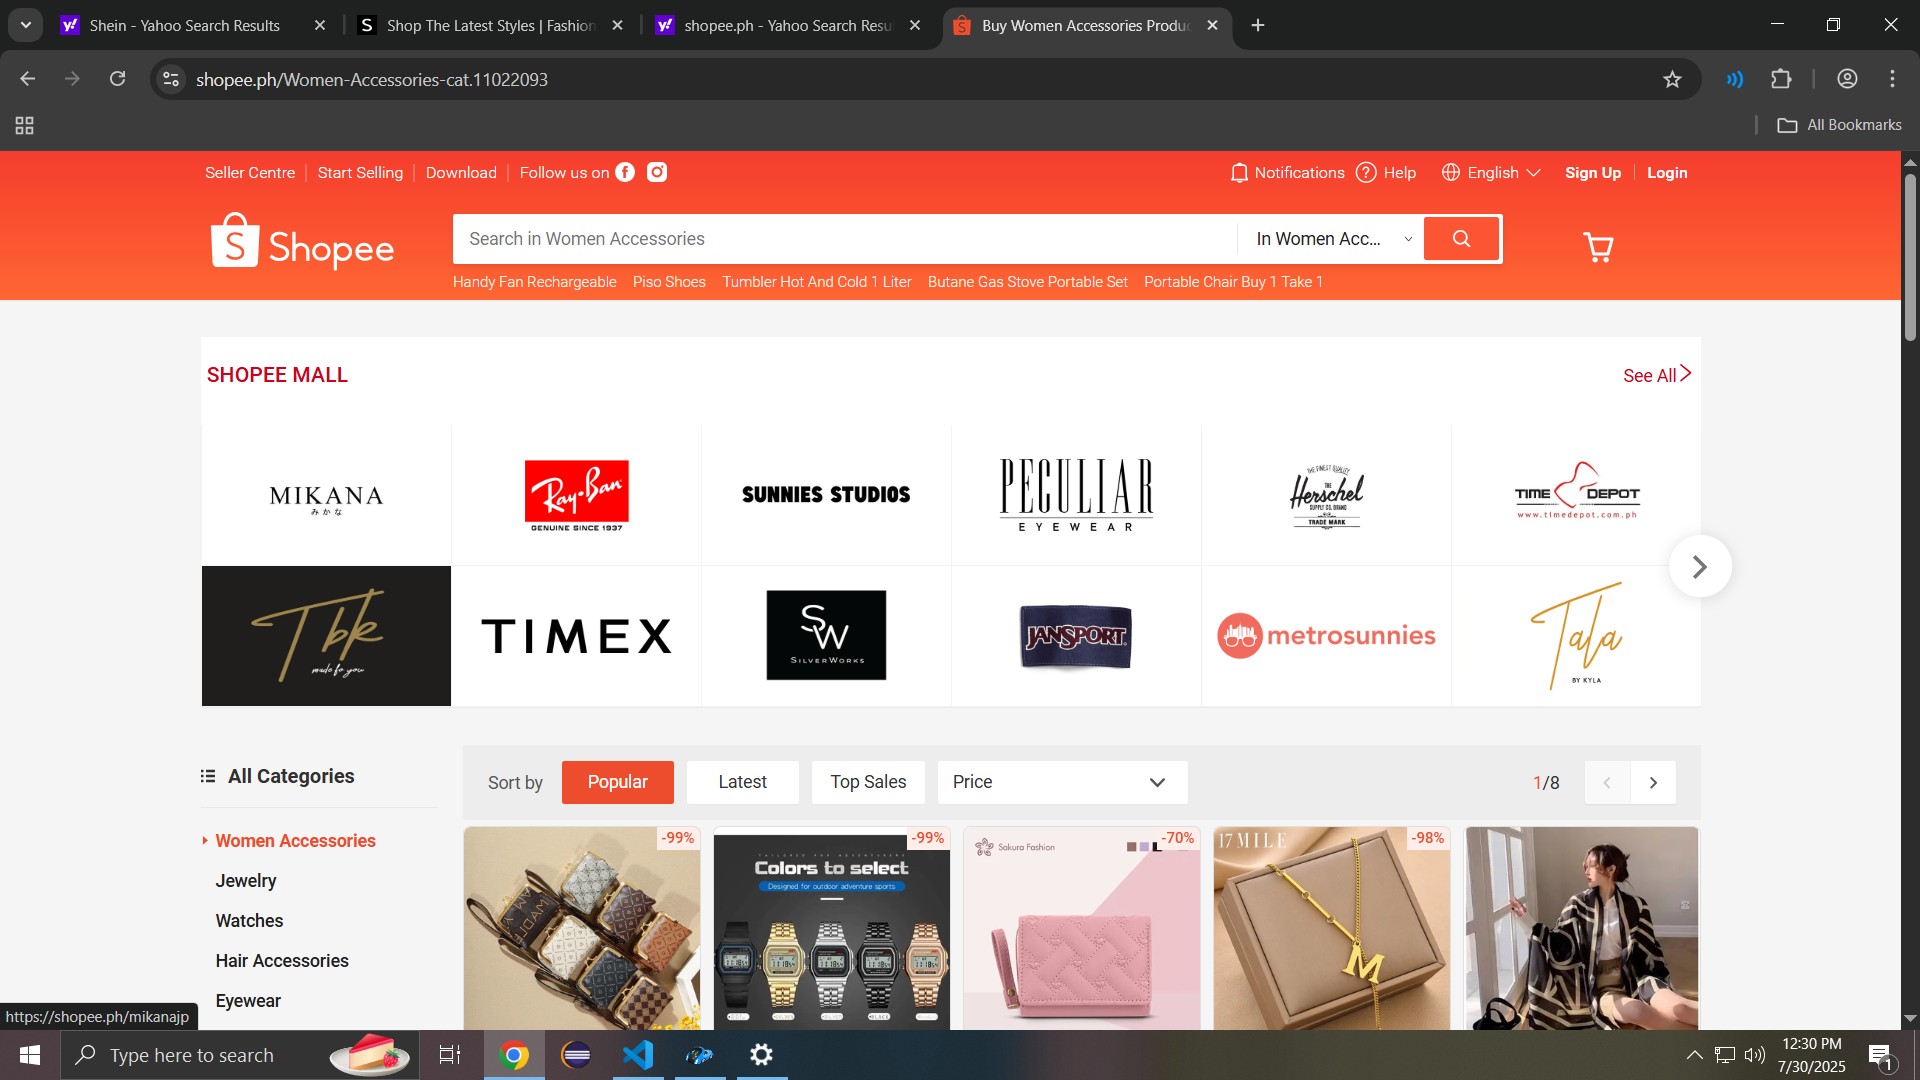 Shein - Yahoo Search Results
Shop The Latest Styles | Fashion
shopee.ph - Yahoo Search Resu
Buy Women Accessories Produc
shopee.ph/Women-Accessories-cat.11022093
All Bookmarks
Seller Centre
Start Selling
Download
Follow us on
Notifications
Help
English
Sign Up
Login
Shopee
Search in Women Accessories
In Women Acc...
Handy Fan Rechargeable
Piso Shoes
Tumbler Hot And Cold 1 Liter
Butane Gas Stove Portable Set
Portable Chair Buy 1 Take 1
SHOPEE MALL
See All
MIKANA
みかな
Ray-Ban
GENUINE SINCE 1937
SUNNIES STUDIOS
PECULIAR
EYEWEAR
THE FINEST QUALITY
THE
Herschel
SUPPLY CO. BRAND
TRADE MARK
TIME DEPOT
www.timedepot.com.ph
Tbk
made fo you
TIMEX
SW
SILVERWORKS
JANSPORT
metrosunnies
Tala
BY KYLA
All Categories
Sort by
Popular
Latest
Top Sales
Price
1/8
Women Accessories
Jewelry
Watches
Hair Accessories
Eyewear
-99%
-99%
TAILORED FOR ADVENTURERS
Colors to select
Designed for outdoor adventure sports
Sakura Fashion
-70%
17 MILE
-98%
M
https://shopee.ph/mikanajp
Type here to search
12:30 PM
7/30/2025
1